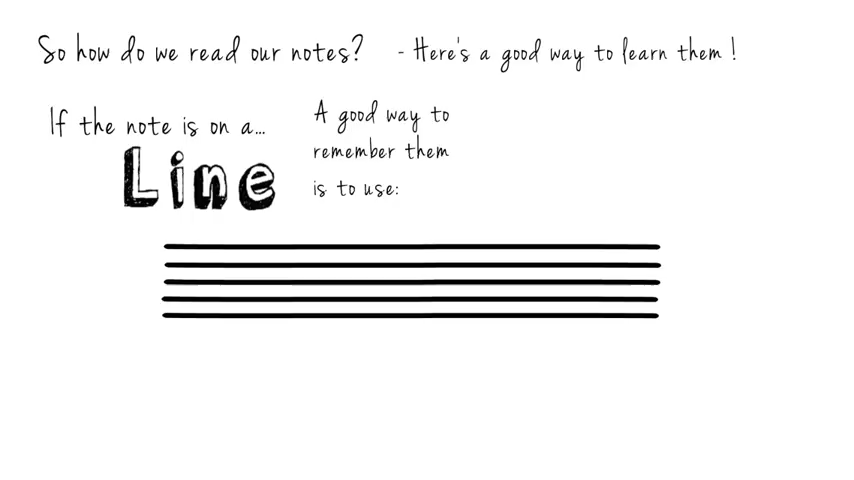 So how do we read our notes? - Here's a good way to learn them !
If the note is on a...
Line
A good way to
remember them
is to use: